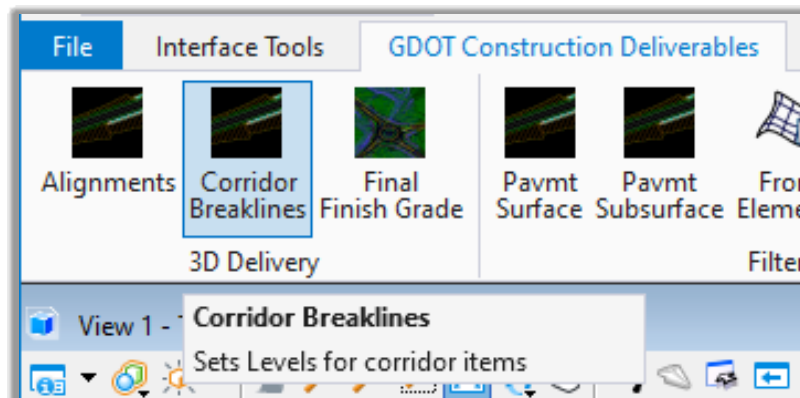 File Interface Tools GDOT Construction Deliverables
Alignments Corridor Breaklines Final Finish Grade Pavmt Surface Pavmt Subsurface
3D Delivery
View 1 -
Corridor Breaklines
Sets Levels for corridor items